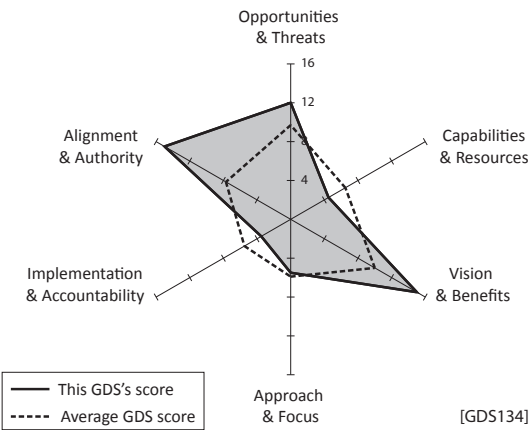 Opportunities
& Threats
16
12
8
4
Alignment
& Authority
Capabilities
& Resources
Implementation
& Accountability
Vision
& Benefits
This GDS's score
Average GDS score
Approach
& Focus
[GDS134]